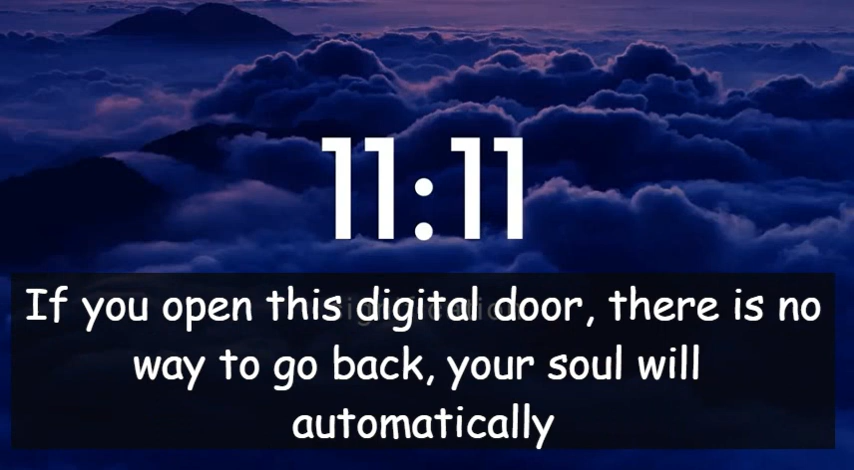 11:11
If you open this digital door, there is no
way to go back, your soul will
automatically